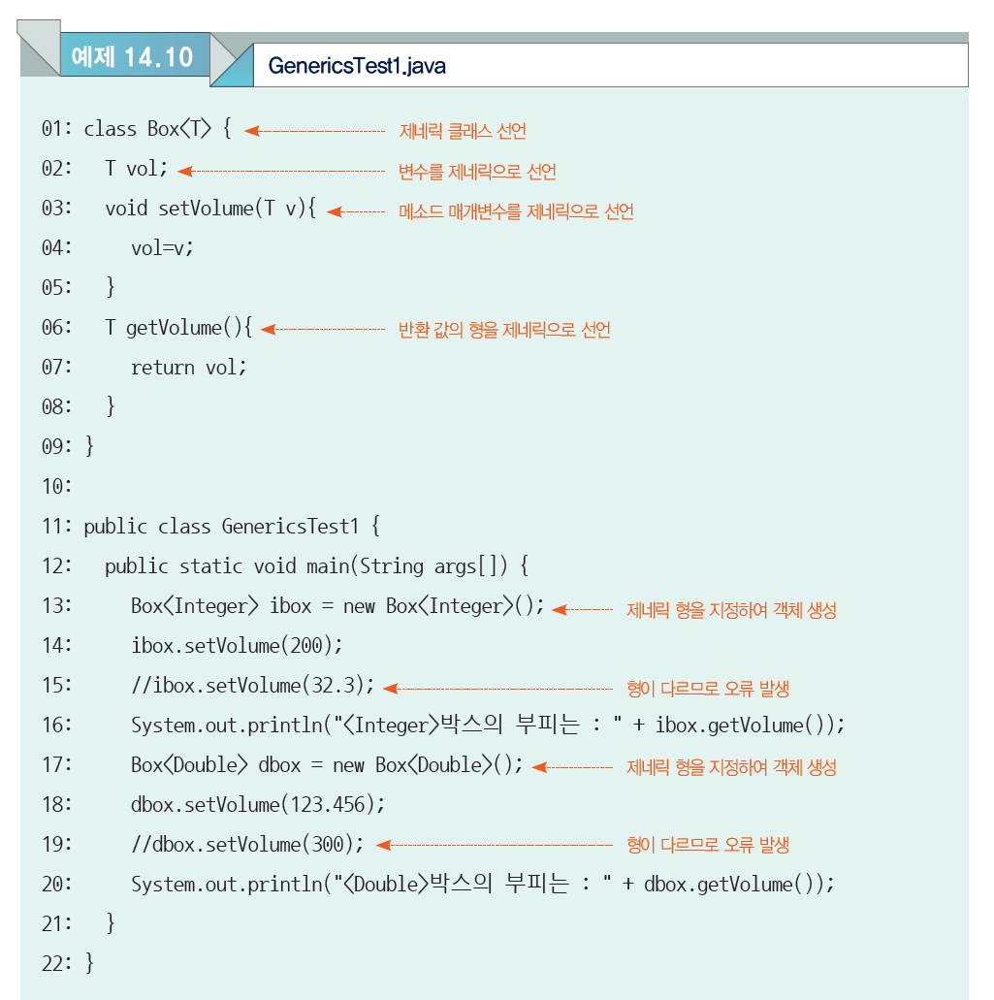 예제 14.10
GenericsTest1.java
01: class Box<T> { 제네릭 클래스 선언
02: T vol; 변수를 제네릭으로 선언
03: void setVolume(T v){ 메소드 매개변수를 제네릭으로 선언
04: vol=v;
05: }
06: T getVolume(){ 반환 값의 형을 제네릭으로 선언
07: return vol;
08: }
09: }
10:
11: public class GenericsTest1 {
12: public static void main(String args[]) {
13: Box<Integer> ibox = new Box<Integer>(); 제네릭 형을 지정하여 객체 생성
14: ibox.setVolume(200);
15: //ibox.setVolume(32.3); 형이 다르므로 오류 발생
16: System.out.println("<Integer>박스의 부피는 : " + ibox.getVolume());
17: Box<Double> dbox = new Box<Double>(); 제네릭 형을 지정하여 객체 생성
18: dbox.setVolume(123.456);
19: //dbox.setVolume(300); 형이 다르므로 오류 발생
20: System.out.println("<Double>박스의 부피는 : " + dbox.getVolume());
21: }
22: }